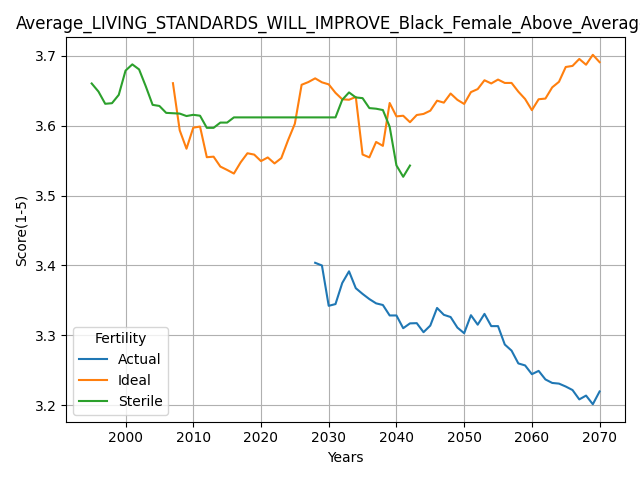 Average_LIVING_STANDARDS_WILL_IMPROVE_Black_Female_Above_Averag
3.7
3.6
3.5
3.4
3.3
3.2
Score(1-5)
Fertility
Actual
Ideal
Sterile
2000 2010 2020 2030 2040 2050 2060 2070
Years